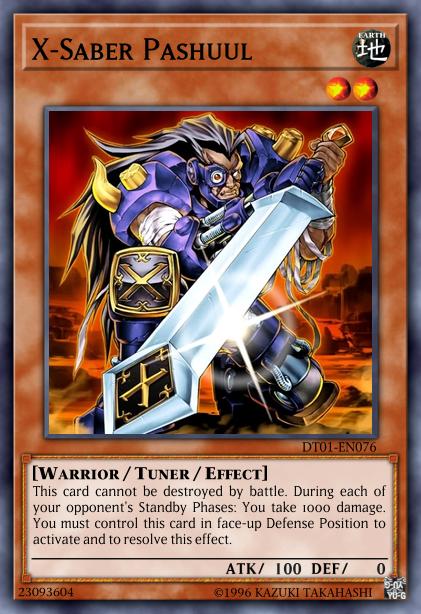 X-Saber Pashuul
EARTH
地
DT01-EN076
[Warrior / Tuner / Effect]
This card cannot be destroyed by battle. During each of
your opponent's Standby Phases: You take 1000 damage.
You must control this card in face-up Defense Position to
activate and to resolve this effect.
ATK/ 100 DEF/ 0
23093604
©1996 KAZUKI TAKAHASHI